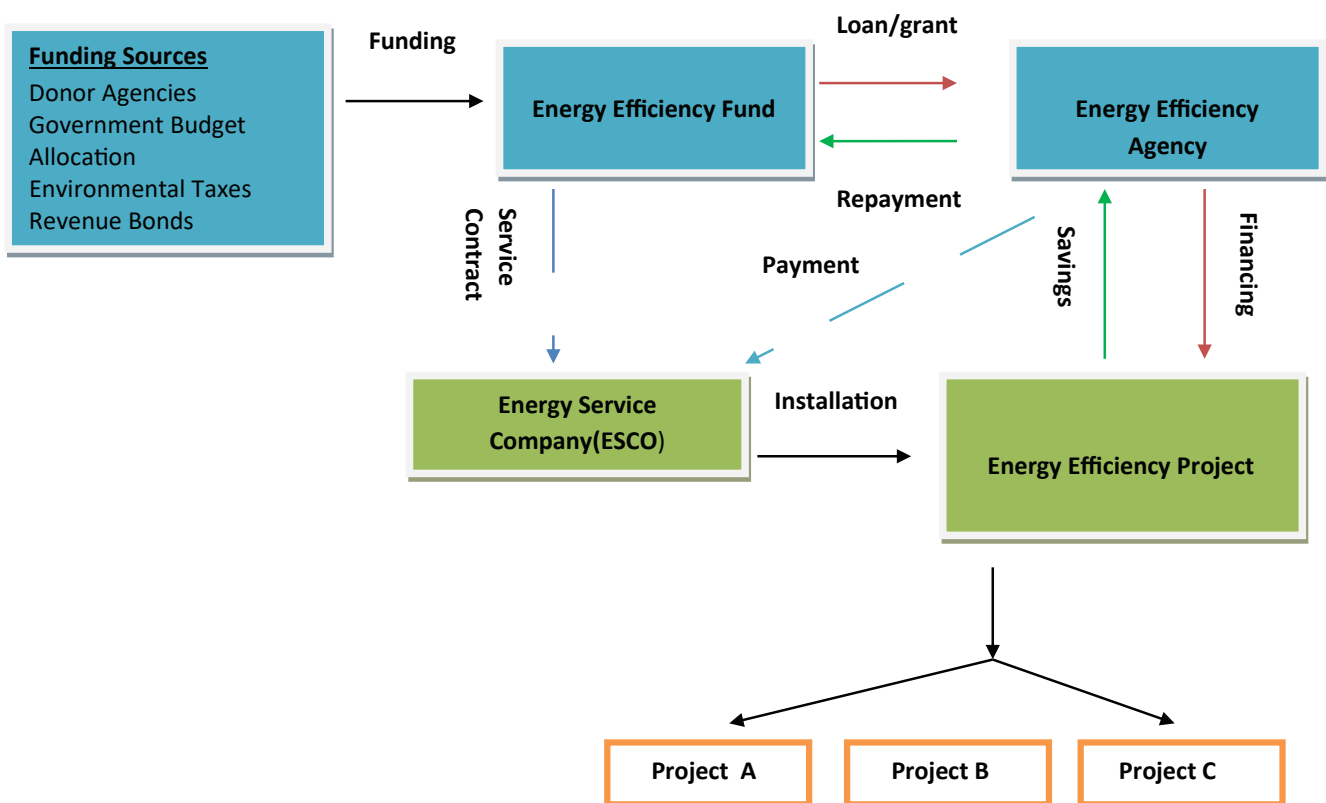 Funding Sources
Donor Agencies
Government Budget
Allocation
Environmental Taxes
Revenue Bonds
Funding
Energy Efficiency Fund
Loan/grant
Energy Efficiency
Agency
Repayment
Service
Contract
Payment
Savings
Financing
Energy Service
Company(ESCO)
Installation
Energy Efficiency Project
Project A
Project B
Project C